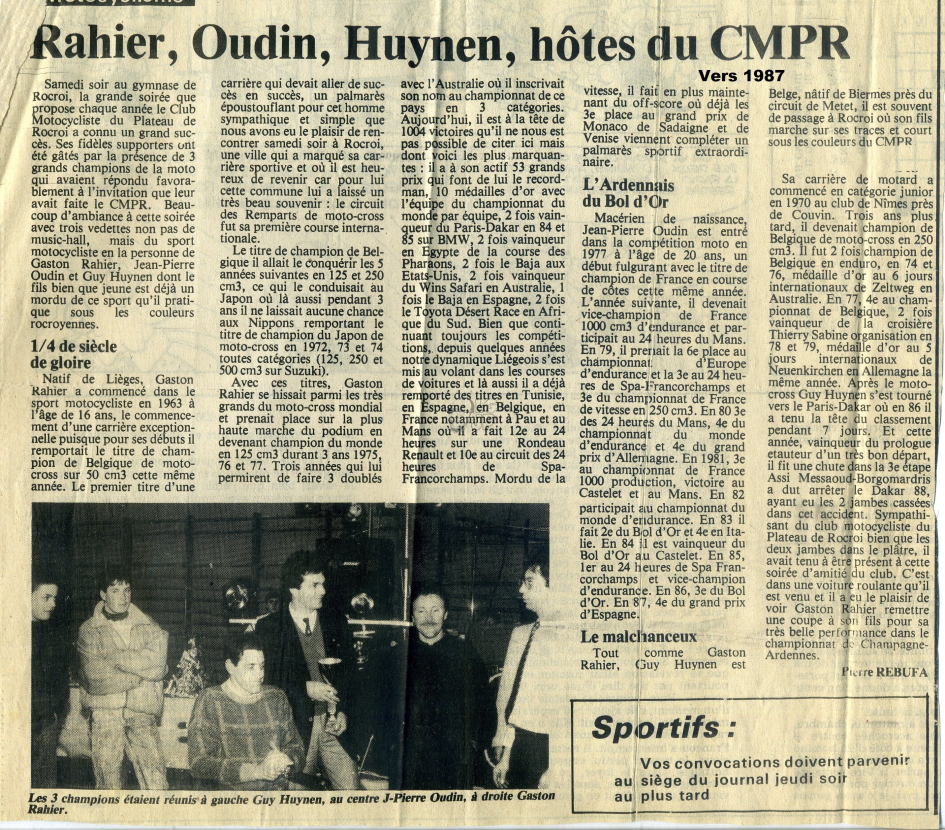 Rahier, Oudin, Huynen, hôtes du CMPR
Vers 1987
Samedi soir au gymnase de
Rocroi, la grande soirée que
propose chaque année le Club
Motocycliste du Plateau de
Rocroi a connu un grand suc-
cès. Ses fidèles supporters ont
été gâtés par la présence de 3
grands champions de la moto
qui avaient répondu favora-
blement à l'invitation que leur
avait faite le CMPR. Beau-
coup d'ambiance à cette soirée
avec trois vedettes non pas de
music-hall, mais du sport
motocycliste en la personne de
Gaston Rahier, Jean-Pierre
Oudin et Guy Huynen dont le
fils bien que jeune est déjà un
mordu de ce sport qu'il prati-
que sous les couleurs
rocroyennes.
1/4 de siècle
de gloire
Natif de Lièges, Gaston
Rahier a commencé dans le
sport motocycliste en 1963 à
l'âge de 16 ans, le commence-
ment d'une carrière exception-
nelle puisque pour ses débuts il
remportait le titre de cham-
pion de Belgique de moto-
cross sur 50 cm3 cette même
année. Le premier titre d'une
carrière qui devait aller de suc-
cès en succès, un palmarès
époustouflant pour cet homme
sympathique et simple que
nous avons eu le plaisir de ren-
contrer samedi soir à Rocroi,
une ville qui a marqué sa car-
rière sportive et où il est heu-
reux de revenir car pour lui
cette commune lui a laissé un
très beau souvenir : le circuit
des Remparts de moto-cross
fut sa première course interna-
tionale.
Le titre de champion de Bel-
gique il allait le conquérir les 5
années suivantes en 125 et 250
cm3, ce qui le conduisait au
Japon où là aussi pendant 3
ans il ne laissait aucune chance
aux Nippons remportant le
titre de champion du Japon de
moto-cross en 1972, 73 et 74
toutes catégories (125, 250 et
500 cm3 sur Suzuki).
Avec ces titres, Gaston
Rahier se hissait parmi les très
grands du moto-cross mondial
et prenait place sur la plus
haute marche du podium en
devenant champion du monde
en 125 cm3 durant 3 ans 1975,
76 et 77. Trois années qui lui
permirent de faire 3 doublés
avec l'Australie où il inscrivait
son nom au championnat de ce
pays en 3 catégories.
Aujourd'hui, il est à la tête de
1004 victoires qu'il ne nous est
pas possible de citer ici mais
dont voici les plus marquan-
tes : il a à son actif 53 grands
prix qui font de lui le record-
man, 10 médailles d'or avec
l'équipe du championnat du
monde par équipe, 2 fois vain-
queur du Paris-Dakar en 84 et
85 sur BMW, 2 fois vainqueur
en Egypte de la course des
Pharaons, 2 fois le Baja aux
Etats-Unis, 2 fois vainqueur
du Wins Safari en Australie, 1
fois le Baja en Espagne, 2 fois
le Toyota Désert Race en Afri-
que du Sud. Bien que conti-
nuant toujours les compéti-
tions, depuis quelques années
notre dynamique Liégeois s'est
mis au volant dans les courses
de voitures et là aussi il a déjà
remporté des titres en Tunisie,
en Espagne, en Belgique, en
France notamment à Pau et au
Mans où il a fait 12e au 24
heures sur une Rondeau
Renault et 10e au circuit des 24
heures de Spa-
Francorchamps. Mordu de la
vitesse, il fait en plus mainte-
nant du off-score où déjà les
3e place au grand prix de
Monaco de Sadaigne et de
Venise viennent compléter un
palmarès sportif extraordi-
naire.
L'Ardennais
du Bol d'Or
Macérien de naissance,
Jean-Pierre Oudin est entré
dans la compétition moto en
1977 à l'âge de 20 ans, un
début fulgurant avec le titre de
champion de France en course
de côtes cette même année.
L'année suivante, il devenait
vice-champion de France
1000 cm3 d'endurance et par-
ticipait au 24 heures du Mans.
En 79, il prenait la 6e place au
championnat d'Europe
d'endurance et la 3e au 24 heu-
res de Spa-Francorchamps et
3e du championnat de France
de vitesse en 250 cm3. En 80 3e
des 24 heures du Mans, 4e du
championnat du monde
d'endurance et 4e du grand
prix d'Allemagne. En 1981, 3e
au championnat de France
1000 production, victoire au
Castelet et au Mans. En 82
participait au championnat du
monde d'endurance. En 83 il
fait 2e du Bol d'Or et 4e en Ita-
lie. En 84 il est vainqueur du
Bol d'Or au Castelet. En 85,
1er au 24 heures de Spa Fran-
corchamps et vice-champion
d'endurance. En 86, 3e du Bol
d'Or. En 87, 4e du grand prix
d'Espagne.
Le malchanceux
Tout comme Gaston
Rahier, Guy Huynen est
Belge, nâtif de Biermes près du
circuit de Metet, il est souvent
de passage à Rocroi où son fils
marche sur ses traces et court
sous les couleurs du CMPR
Sa carrière de motard a
commencé en catégorie junior
en 1970 au club de Nîmes près
de Couvin. Trois ans plus
tard, il devenait champion de
Belgique de moto-cross en 250
cm3. Il fut 2 fois champion de
Belgique en enduro, en 74 et
76, médaille d'or au 6 jours
internationaux de Zeltweg en
Australie. En 77, 4e au cham-
pionnat de Belgique, 2 fois
vainqueur de la croisière
Thierry Sabine organisation en
78 et 79, médaille d'or au 5
jours internationaux de
Neuenkirchen en Allemagne la
même année. Après le moto-
cross Guy Huynen s'est tourné
vers le Paris-Dakar où en 86 il
a tenu la tête du classement
pendant 7 jours. Et cette
année, vainqueur du prologue
etauteur d'un très bon départ,
il fit une chute dans la 3e étape
Assi Messaoud-Borgomadris
a dut arrêter le Dakar 88,
ayant eu les 2 jambes cassées
dans cet accident. Sympathi-
sant du club motocycliste du
Plateau de Rocroi bien que les
deux jambes dans le plâtre, il
avait tenu à être présent à cette
soirée d'amitié du club. C'est
dans une voiture roulante qu'il
est venu et il a eu le plaisir de
voir Gaston Rahier remettre
une coupe à son fils pour sa
très belle performance dans le
championnat de Champagne-
Ardennes.
Pierre REBUFA
Les 3 champions étaient réunis à gauche Guy Huynen, au centre J-Pierre Oudin, à droite Gaston
Rahier.
Sportifs :
Vos convocations doivent parvenir
au siège du journal jeudi soir
au plus tard